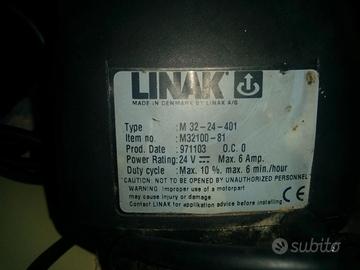 LINAK
MADE IN DENMARK BY LINAK A/S
Type : M 32-24-401
Item no. : M32100-81
Prod. Date : 971103 O.C. 0
Power Rating: 24 V Max. 6 Amp.
Duty cycle : Max. 10 %. max. 6 min./hour
CAUTION: NOT TO BE OPENED BY UNAUTHORIZED PERSONNEL
WARNING: Improper use of a motorpart
may cause injury or damage.
Contact LINAK for application advice before installing
CE
subito